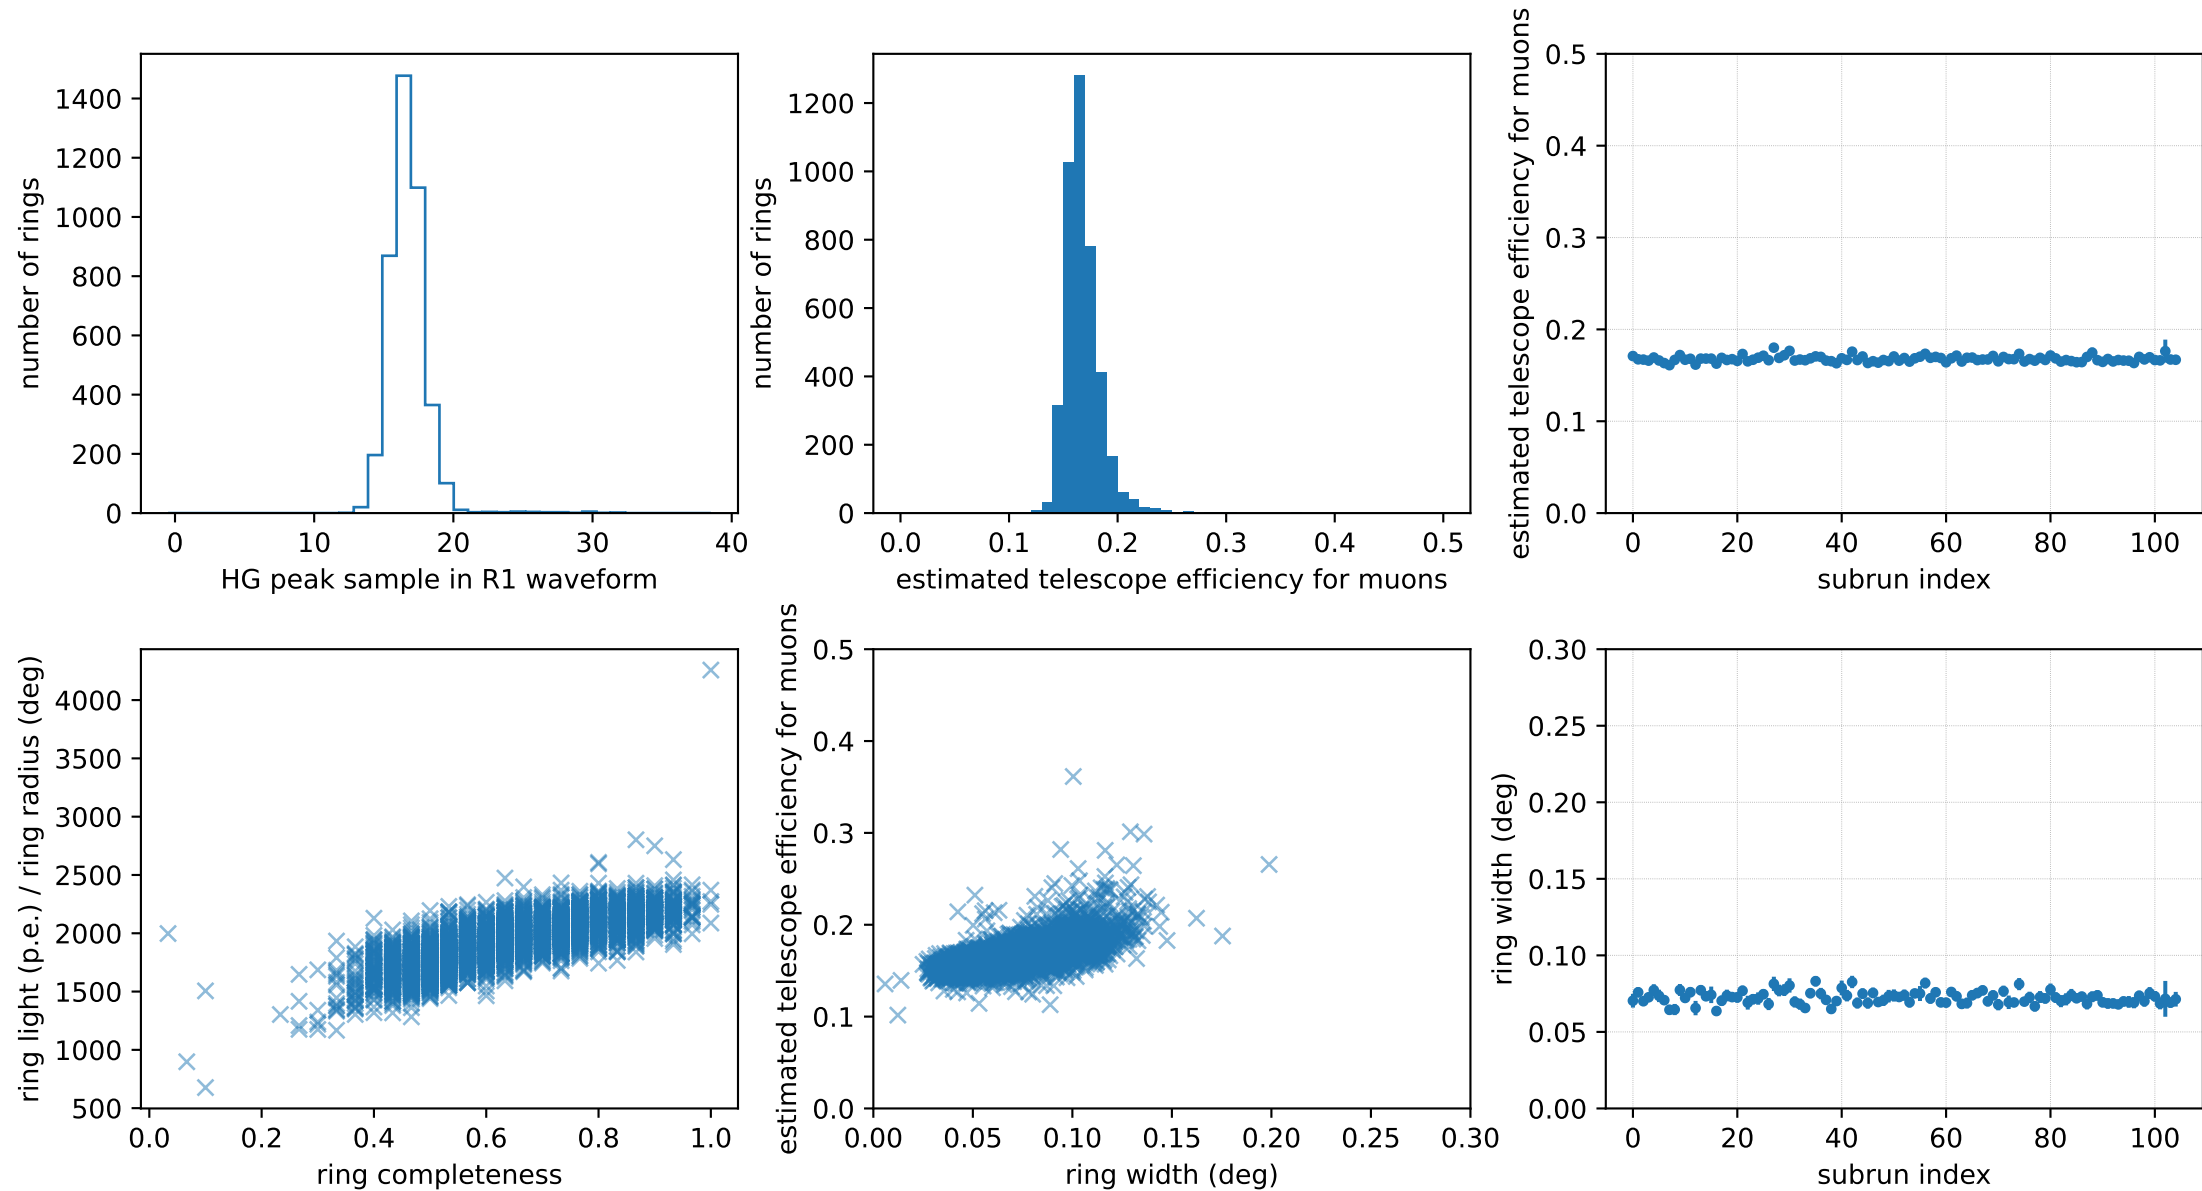 number of rings
1400
1200
1000
800
600
400
200
0
0 10 20 30 40
HG peak sample in R1 waveform
number of rings
1200
1000
800
600
400
200
0
0.0 0.1 0.2 0.3 0.4 0.5
estimated telescope efficiency for muons
estimated telescope efficiency for muons
0.5
0.4
0.3
0.2
0.1
0.0
0 20 40 60 80 100
subrun index
ring light (p.e.) / ring radius (deg)
4000
3500
3000
2500
2000
1500
1000
500
0.0 0.2 0.4 0.6 0.8 1.0
ring completeness
estimated telescope efficiency for muons
0.5
0.4
0.3
0.2
0.1
0.0
0.00 0.05 0.10 0.15 0.20 0.25 0.30
ring width (deg)
ring width (deg)
0.30
0.25
0.20
0.15
0.10
0.05
0.00
0 20 40 60 80 100
subrun index